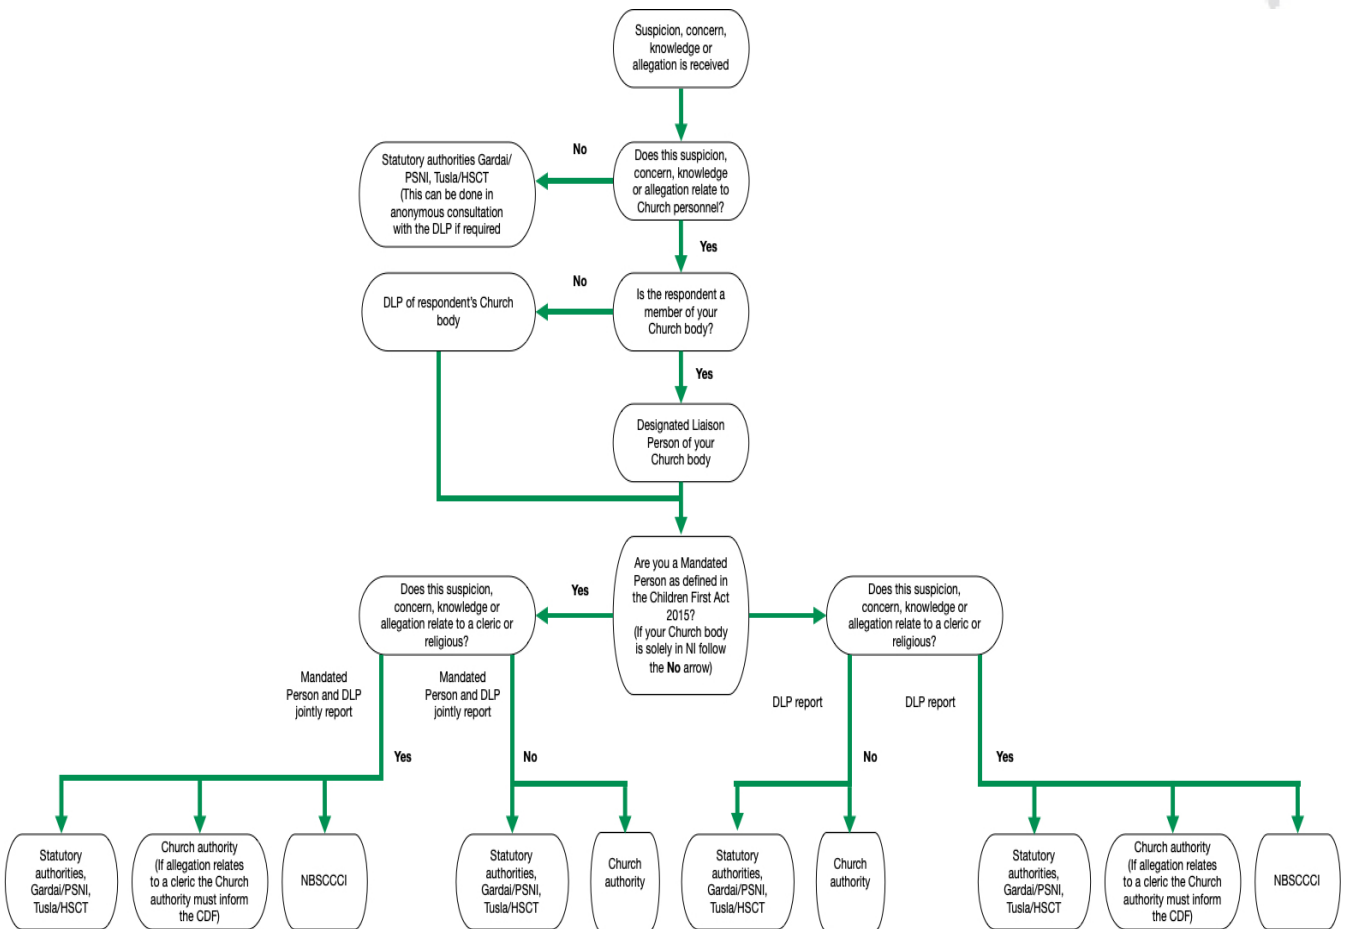 Suspicion, concern,
knowledge or
allegation is received
No
Statutory authorities Gardai/
PSNI, Tusla/HSCT
(This can be done in
anonymous consultation
with the DLP if required
Does this suspicion,
concern, knowledge
or allegation relate to
Church personnel?
Yes
No
DLP of respondent's Church
body
Is the respondent a
member of your
Church body?
Yes
Designated Liaison
Person of your
Church body
Does this suspicion,
concern, knowledge or
allegation relate to a cleric or
religious?
Yes
Are you a Mandated
Person as defined in
the Children First Act
2015?
(If your Church body
is solely in NI follow
the No arrow)
Does this suspicion,
concern, knowledge or
allegation relate to a cleric or
religious?
Mandated
Person and DLP
jointly report
Mandated
Person and DLP
jointly report
DLP report
DLP report
Yes
No
No
Yes
Statutory
authorities,
Gardai/PSNI,
Tusla/HSCT
Church authority
(If allegation relates
to a cleric the Church
authority must inform
the CDF)
NBSCCCI
Statutory
authorities,
Gardai/PSNI,
Tusla/HSCT
Church
authority
Statutory
authorities,
Gardai/PSNI,
Tusla/HSCT
Church
authority
Statutory
authorities,
Gardai/PSNI,
Tusla/HSCT
Church authority
(If allegation relates
to a cleric the Church
authority must inform
the CDF)
NBSCCCI